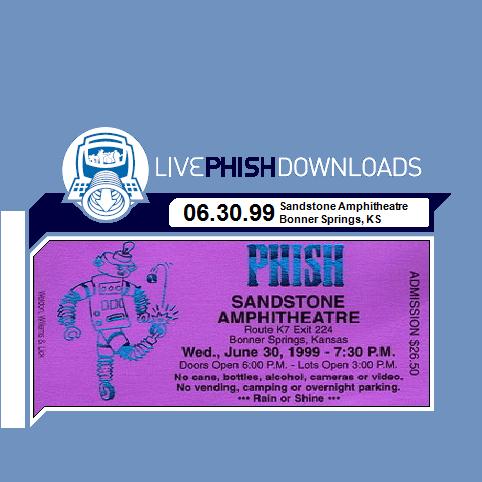 LIVEPHISHDOWNLOADS
06.30.99
Sandstone Amphitheatre
Bonner Springs, KS
PHISH
SANDSTONE
AMPHITHEATRE
Route K7 Exit 224
Bonner Springs, Kansas
Wed., June 30, 1999 - 7:30 P.M.
Doors Open 6:00 P.M. - Lots Open 3:00 P.M.
No cans, bottles, alcohol, cameras or video.
No vending, camping or overnight parking.
••• Rain or Shine •••
ADMISSION $26.50